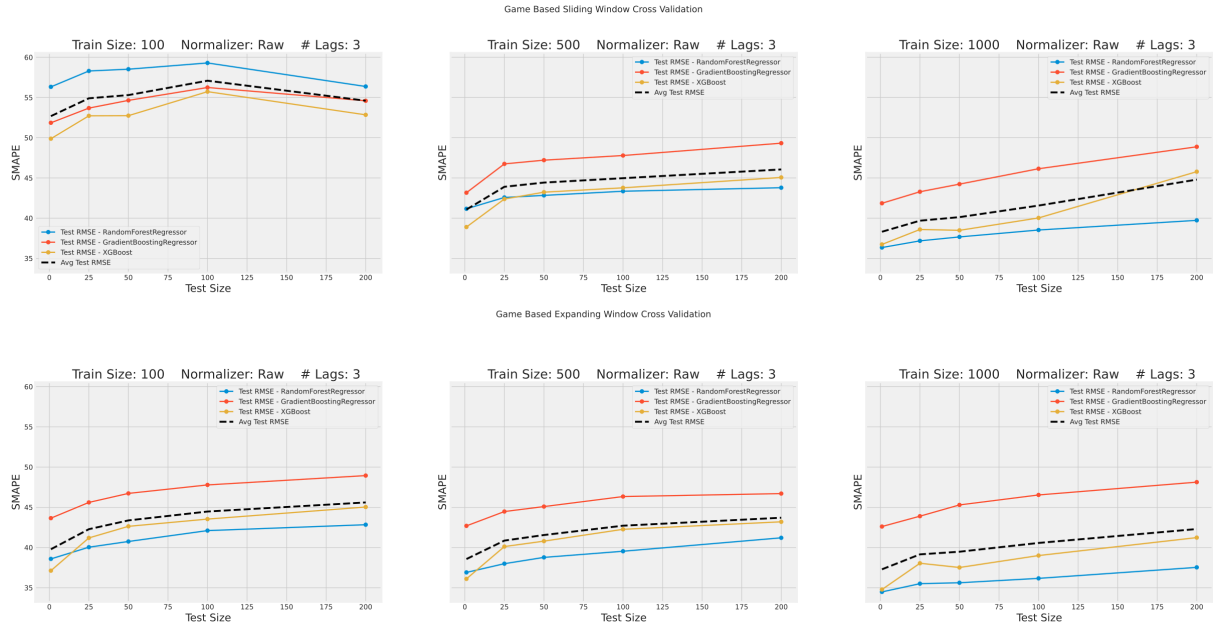 Game Based Sliding Window Cross Validation
Train Size: 100    Normalizer: Raw    # Lags: 3
60
55
50
45
40
35
SMAPE
Test RMSE - RandomForestRegressor
Test RMSE - GradientBoostingRegressor
Test RMSE - XGBoost
Avg Test RMSE
0 25 50 75 100 125 150 175 200
Test Size
Train Size: 500    Normalizer: Raw    # Lags: 3
SMAPE
Test RMSE - RandomForestRegressor
Test RMSE - GradientBoostingRegressor
Test RMSE - XGBoost
Avg Test RMSE
0 25 50 75 100 125 150 175 200
Test Size
Train Size: 1000    Normalizer: Raw    # Lags: 3
SMAPE
Test RMSE - RandomForestRegressor
Test RMSE - GradientBoostingRegressor
Test RMSE - XGBoost
Avg Test RMSE
0 25 50 75 100 125 150 175 200
Test Size
Game Based Expanding Window Cross Validation
Train Size: 100    Normalizer: Raw    # Lags: 3
60
55
50
45
40
35
SMAPE
Test RMSE - RandomForestRegressor
Test RMSE - GradientBoostingRegressor
Test RMSE - XGBoost
Avg Test RMSE
0 25 50 75 100 125 150 175 200
Test Size
Train Size: 500    Normalizer: Raw    # Lags: 3
SMAPE
Test RMSE - RandomForestRegressor
Test RMSE - GradientBoostingRegressor
Test RMSE - XGBoost
Avg Test RMSE
0 25 50 75 100 125 150 175 200
Test Size
Train Size: 1000    Normalizer: Raw    # Lags: 3
SMAPE
Test RMSE - RandomForestRegressor
Test RMSE - GradientBoostingRegressor
Test RMSE - XGBoost
Avg Test RMSE
0 25 50 75 100 125 150 175 200
Test Size